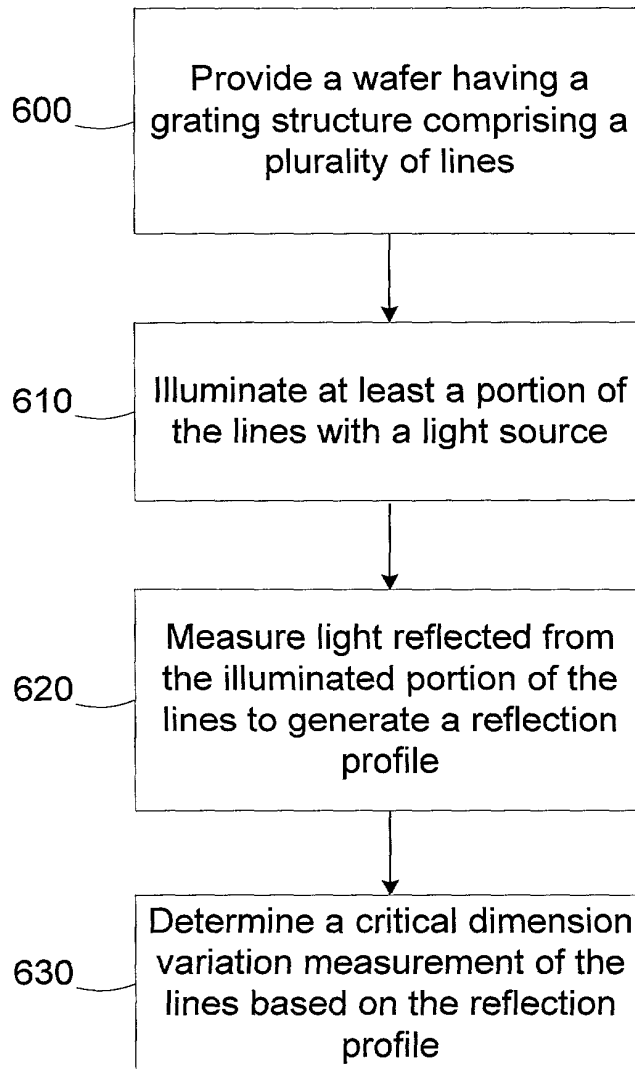 600
Provide a wafer having a
grating structure comprising a
plurality of lines
610
Illuminate at least a portion of
the lines with a light source
620
Measure light reflected from
the illuminated portion of the
lines to generate a reflection
profile
630
Determine a critical dimension
variation measurement of the
lines based on the reflection
profile